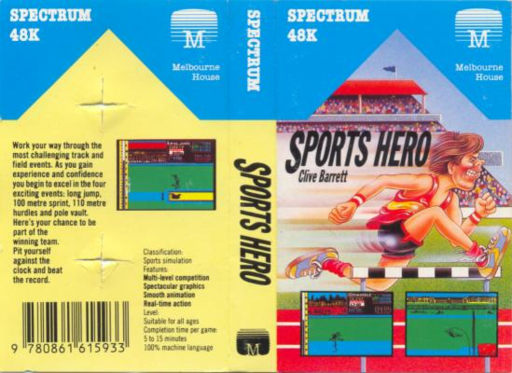 SPECTRUM
48K
M
Melbourne
House
Work your way through the
most challenging track and
field events. As you gain
experience and confidence
you begin to excel in the four
exciting events: long jump,
100 metre sprint, 110 metre
hurdles and pole vault.
Here's your chance to be
part of the
winning team.
Pit yourself
against the
clock and beat
the record.
Classification:
Sports simulation
Features:
Multi-level competition
Spectacular graphics
Smooth animation
Real-time action
Level:
Suitable for all ages
Completion time per game:
5 to 15 minutes
100% machine language
9 780861 615933
SPECTRUM
SPORTS HERO
M
SPECTRUM
48K
M
Melbourne
House
SPORTS HERO
Clive Barrett